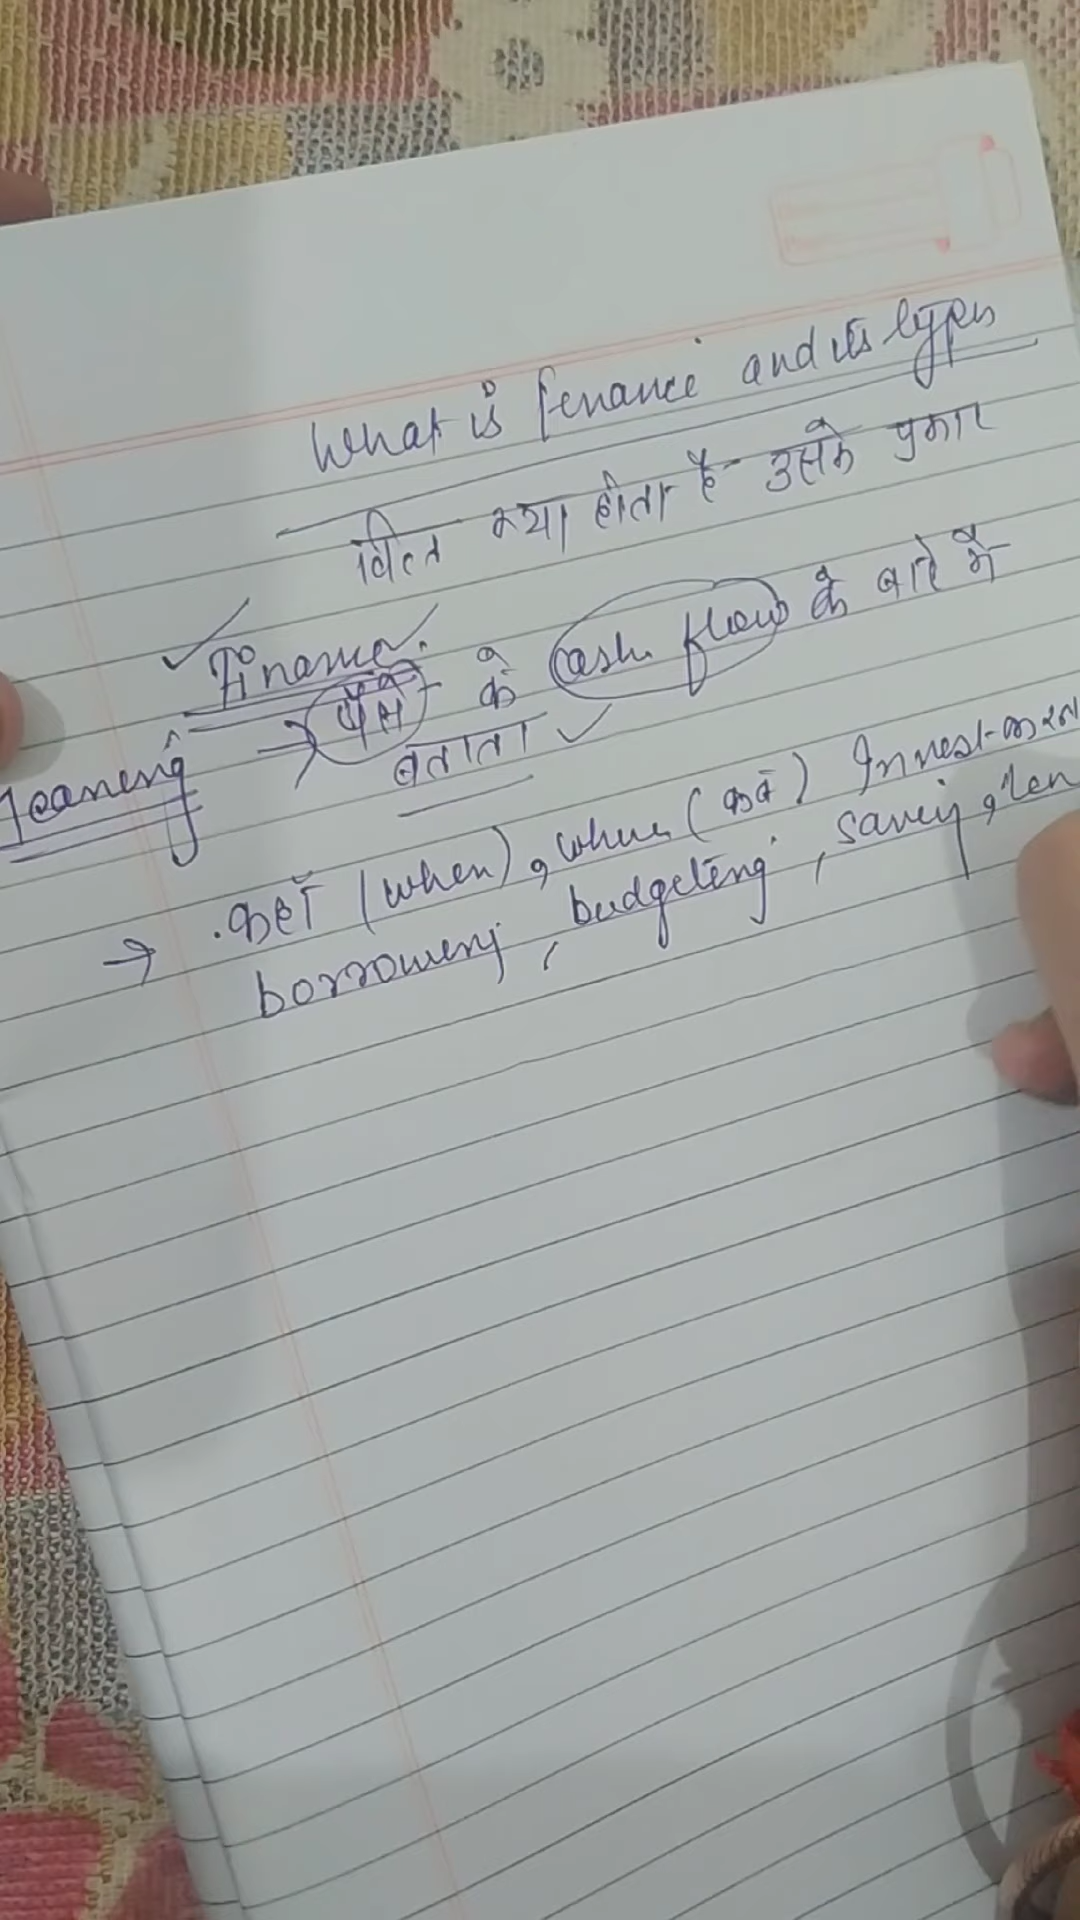 What is finance and its types
वित्त क्या होता है उसके प्रकार
Finance.
Meaning → पैसे के cash flow के बारे में
बताता
→ कहाँ (when), where (कब) Invest करना
borrowing, budgeting, saving, len